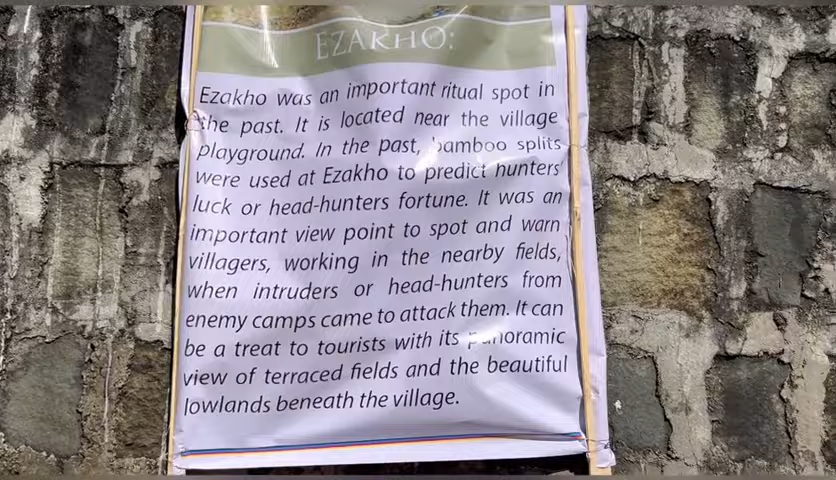 EZAKHO:
Ezakho was an important ritual spot in
the past. It is located near the village
playground. In the past, bamboo splits
were used at Ezakho to predict hunters'
luck or head-hunters fortune. It was an
important view point to spot and warn
villagers, working in the nearby fields,
when intruders or head-hunters from
enemy camps came to attack them. It can
be a treat to tourists with its panoramic
view of terraced fields and the beautiful
lowlands beneath the village.